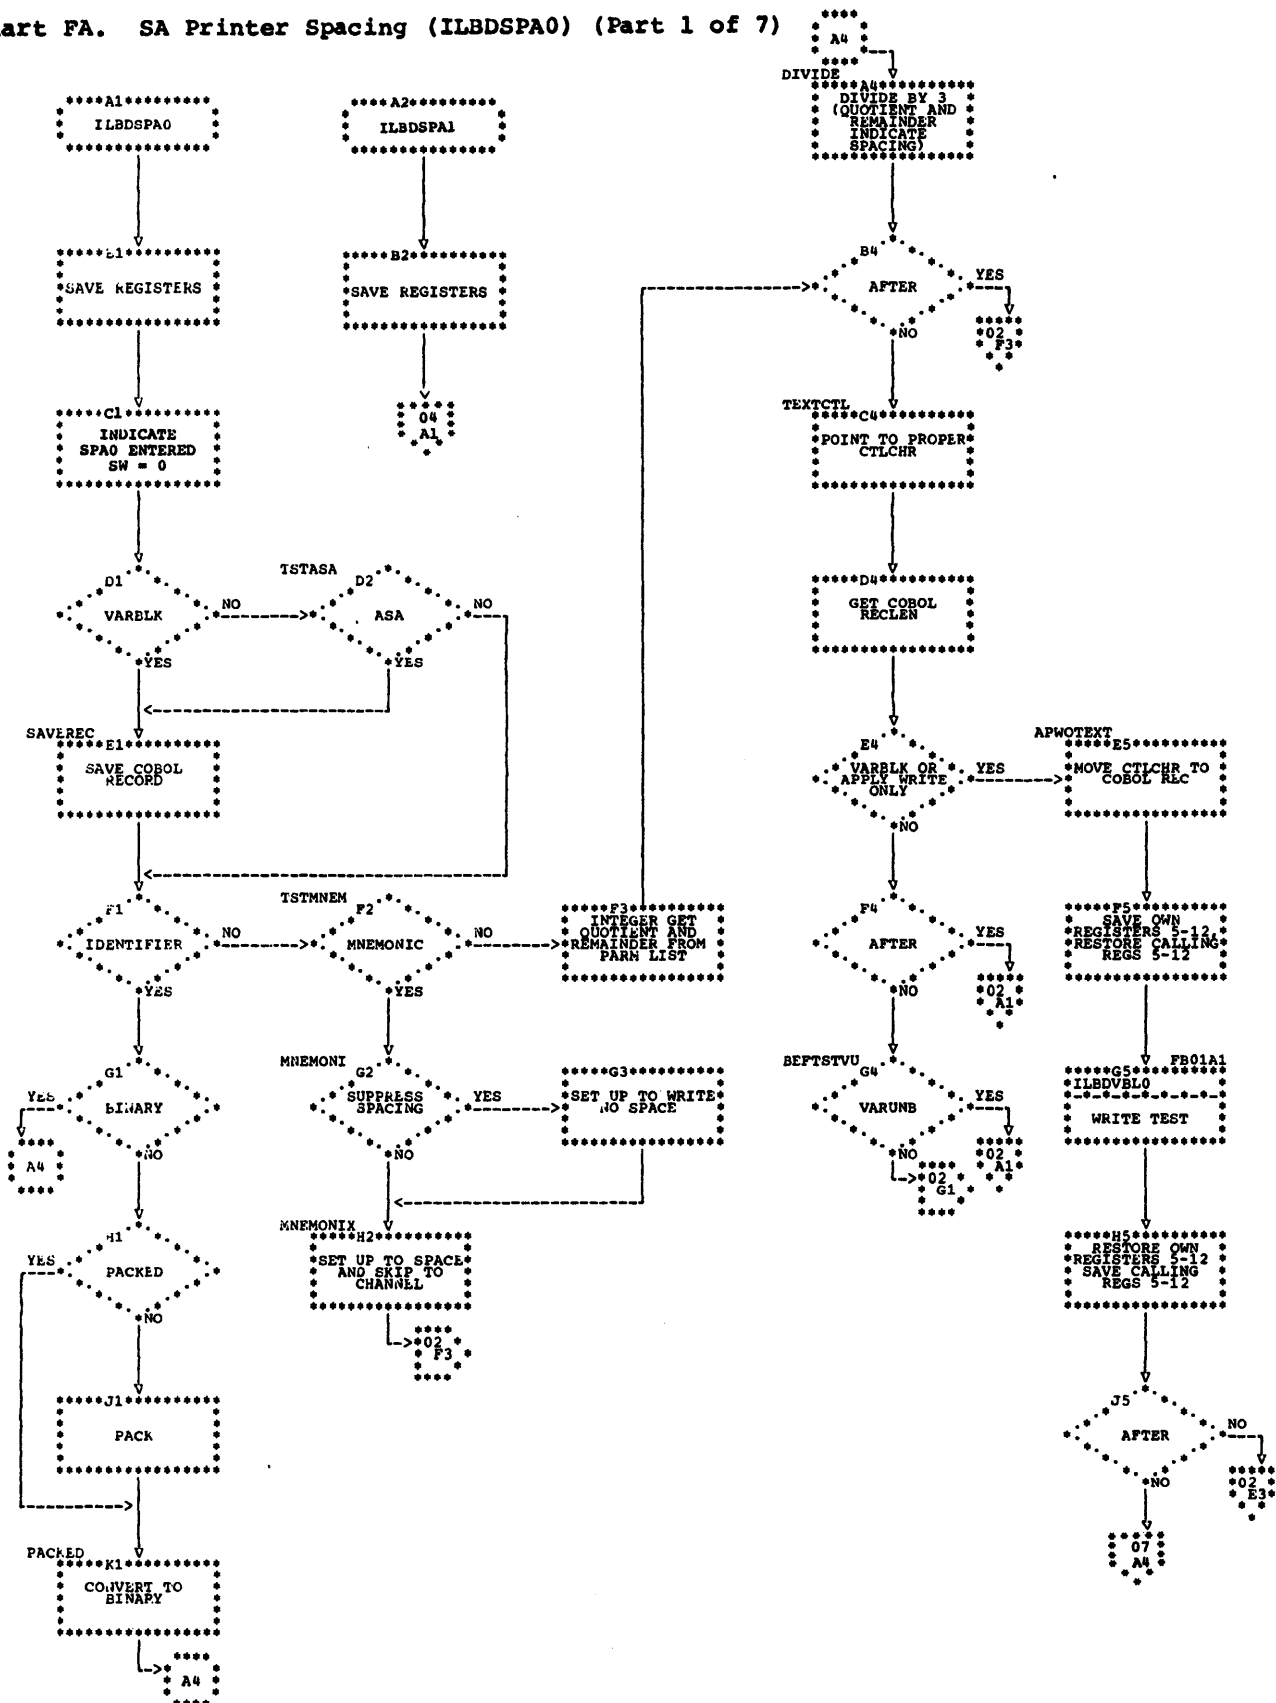 art FA. SA Printer Spacing (ILBDSPA0) (Part 1 of 7)
A1
ILBDSPA0
B1
SAVE REGISTERS
C1
INDICATE
SPA0 ENTERED
SW = 0
D1
VARBLK
NO
YES
SAVEREC
E1
SAVE COBOL
RECORD
F1
IDENTIFIER
NO
YES
G1
BINARY
YES
NO
A4
H1
PACKED
YES
NO
J1
PACK
PACKED
K1
CONVERT TO
BINARY
A4
A2
ILBDSPA1
B2
SAVE REGISTERS
04
A1
TSTASA
D2
ASA
NO
YES
TSTMNEM
F2
MNEMONIC
NO
YES
MNEMONI
G2
SUPPRESS
SPACING
YES
NO
MNEMONIX
H2
SET UP TO SPACE
AND SKIP TO
CHANNEL
02
F3
F3
INTEGER GET
QUOTIENT AND
REMAINDER FROM
PARM LIST
G3
SET UP TO WRITE
NO SPACE
A4
DIVIDE
A4
DIVIDE BY 3
(QUOTIENT AND
REMAINDER
INDICATE
SPACING)
B4
AFTER
YES
NO
02
F3
TEXTCTL
C4
POINT TO PROPER
CTLCHR
D4
GET COBOL
RECLEN
E4
VARBLK OR
APPLY WRITE
ONLY
YES
NO
F4
AFTER
YES
NO
02
A1
BEFTSTVU
G4
VARUNB
YES
NO
02
A1
02
G1
APWOTEXT
E5
MOVE CTLCHR TO
COBOL REC
F5
SAVE OWN
REGISTERS 5-12,
RESTORE CALLING
REGS 5-12
FB01A1
G5
ILBDVBL0
WRITE TEST
H5
RESTORE OWN
REGISTERS 5-12
SAVE CALLING
REGS 5-12
J5
AFTER
NO
NO
02
E3
07
A4